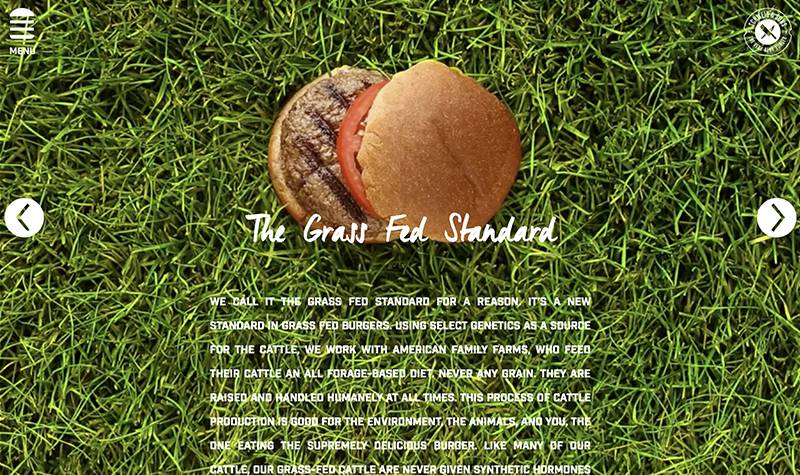 MENU
The Grass Fed Standard
WE CALL IT THE GRASS FED STANDARD FOR A REASON, IT'S A NEW
STANDARD IN GRASS FED BURGERS. USING SELECT GENETICS AS A SOURCE
FOR THE CATTLE, WE WORK WITH AMERICAN FAMILY FARMS, WHO FEED
THEIR CATTLE AN ALL FORAGE-BASED DIET, NEVER ANY GRAIN. THEY ARE
RAISED AND HANDLED HUMANELY AT ALL TIMES. THIS PROCESS OF CATTLE
PRODUCTION IS GOOD FOR THE ENVIRONMENT, THE ANIMALS, AND YOU, THE
ONE EATING THE SUPREMELY DELICIOUS BURGER. LIKE MANY OF OUR
CATTLE, OUR GRASS-FED CATTLE ARE NEVER GIVEN SYNTHETIC HORMONES